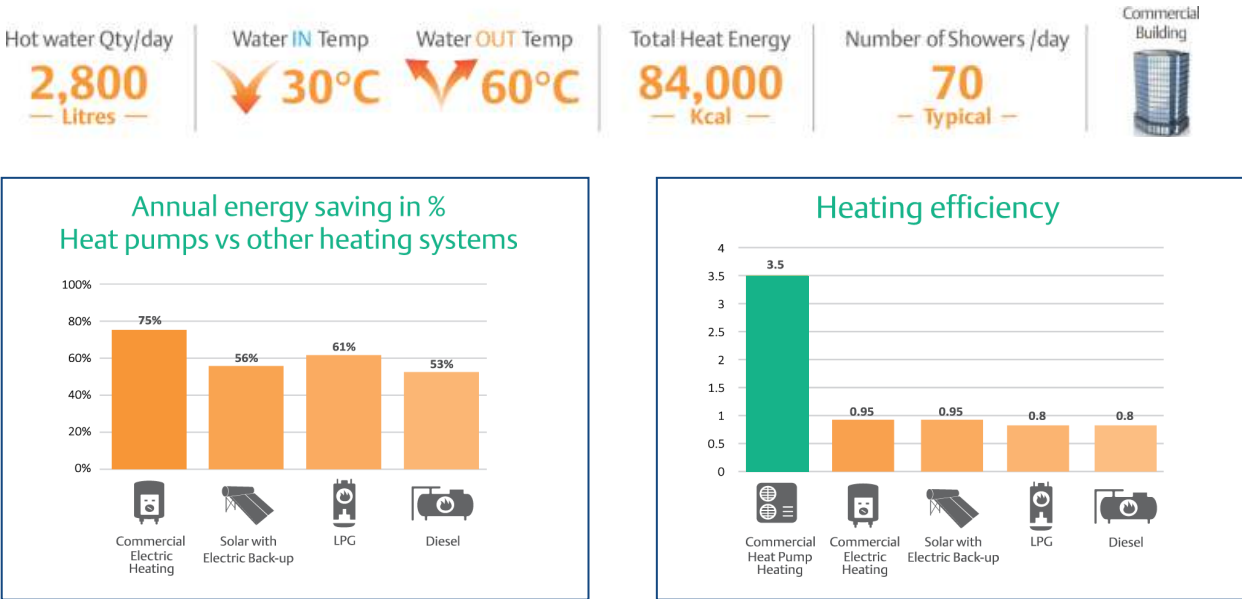 Hot water Qty/day
2,800
— Litres —
Water IN Temp
30°C
Water OUT Temp
60°C
Total Heat Energy
84,000
— Kcal —
Number of Showers /day
70
— Typical —
Commercial
Building
Annual energy saving in %
Heat pumps vs other heating systems
100%
80%
60%
40%
20%
0%
75%
56%
61%
53%
Commercial
Electric
Heating
Solar with
Electric Back-up
LPG
Diesel
Heating efficiency
4
3.5
3
2.5
2
1.5
1
0.5
0
3.5
0.95
0.95
0.8
0.8
Commercial
Heat Pump
Heating
Commercial
Electric
Heating
Solar with
Electric Back-up
LPG
Diesel